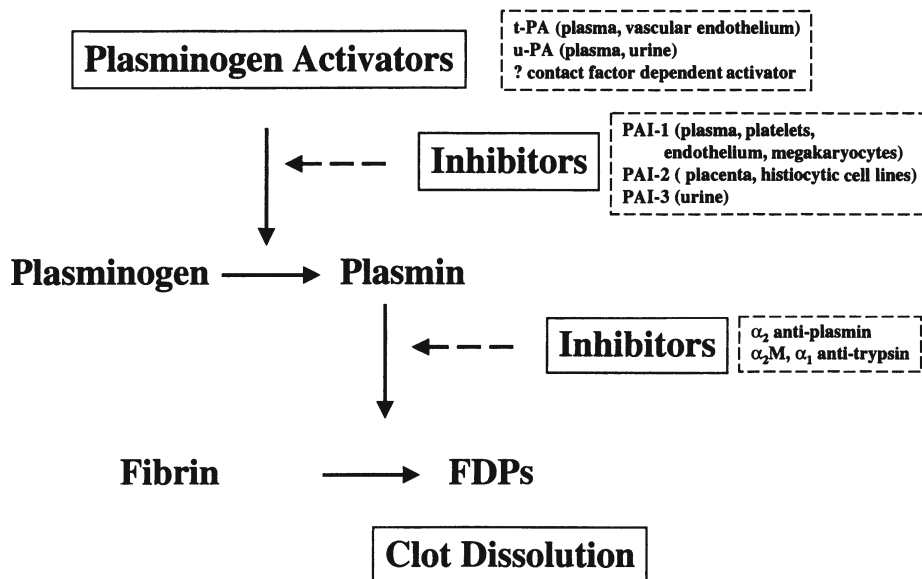 Plasminogen Activators
t-PA (plasma, vascular endothelium)
u-PA (plasma, urine)
? contact factor dependent activator
Inhibitors
PAI-1 (plasma, platelets,
endothelium, megakaryocytes)
PAI-2 ( placenta, histiocytic cell lines)
PAI-3 (urine)
Plasminogen
Plasmin
Inhibitors
α₂ anti-plasmin
α₂M, α₁ anti-trypsin
Fibrin
FDPs
Clot Dissolution